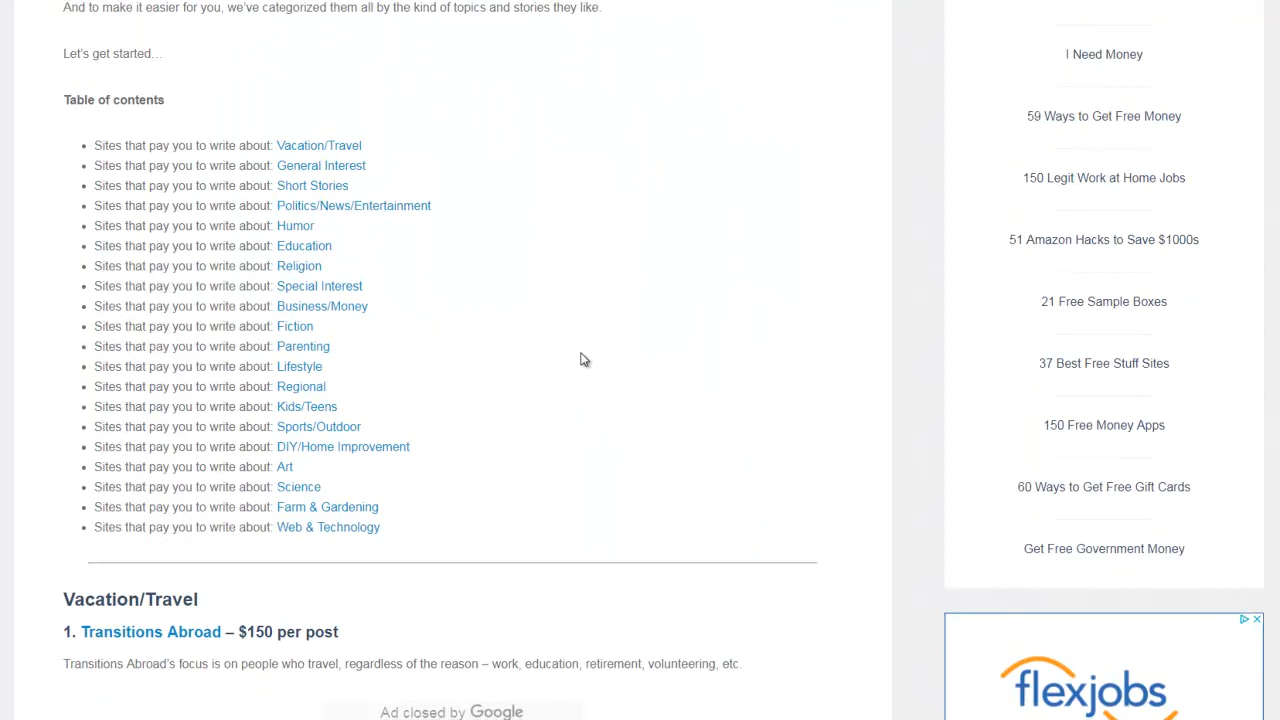 And to make it easier for you, we've categorized them all by the kind of topics and stories they like.
Let's get started…
Table of contents
Sites that pay you to write about: Vacation/Travel
Sites that pay you to write about: General Interest
Sites that pay you to write about: Short Stories
Sites that pay you to write about: Politics/News/Entertainment
Sites that pay you to write about: Humor
Sites that pay you to write about: Education
Sites that pay you to write about: Religion
Sites that pay you to write about: Special Interest
Sites that pay you to write about: Business/Money
Sites that pay you to write about: Fiction
Sites that pay you to write about: Parenting
Sites that pay you to write about: Lifestyle
Sites that pay you to write about: Regional
Sites that pay you to write about: Kids/Teens
Sites that pay you to write about: Sports/Outdoor
Sites that pay you to write about: DIY/Home Improvement
Sites that pay you to write about: Art
Sites that pay you to write about: Science
Sites that pay you to write about: Farm & Gardening
Sites that pay you to write about: Web & Technology
Vacation/Travel
1. Transitions Abroad – $150 per post
Transitions Abroad's focus is on people who travel, regardless of the reason – work, education, retirement, volunteering, etc.
Ad closed by Google
I Need Money
59 Ways to Get Free Money
150 Legit Work at Home Jobs
51 Amazon Hacks to Save $1000s
21 Free Sample Boxes
37 Best Free Stuff Sites
150 Free Money Apps
60 Ways to Get Free Gift Cards
Get Free Government Money
flexjobs